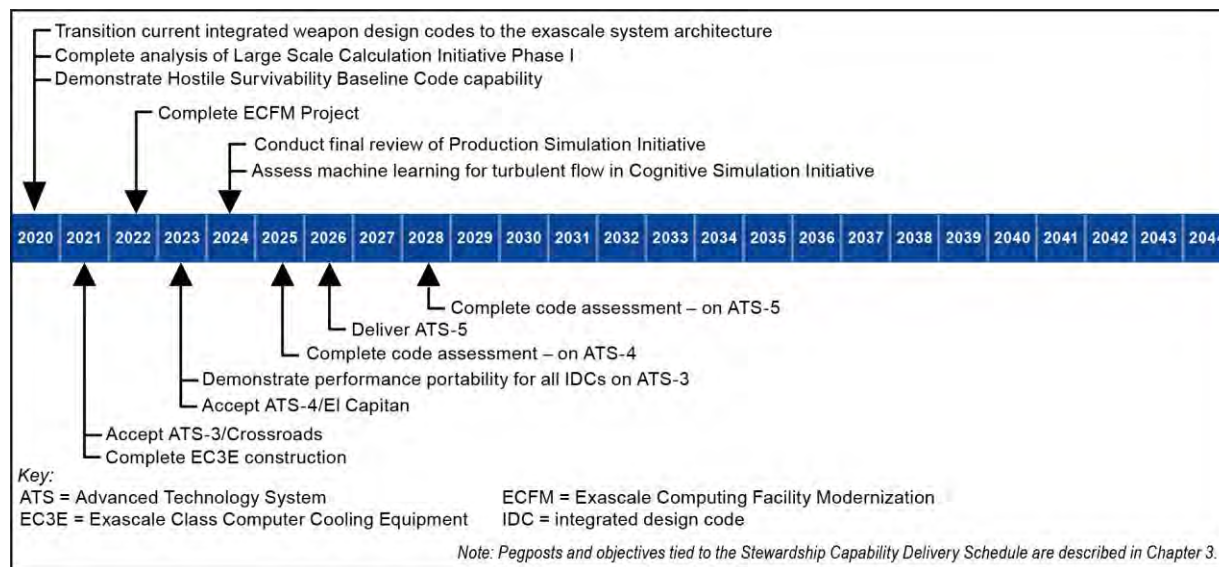 Transition current integrated weapon design codes to the exascale system architecture
Complete analysis of Large Scale Calculation Initiative Phase I
Demonstrate Hostile Survivability Baseline Code capability
Complete ECFM Project
Conduct final review of Production Simulation Initiative
Assess machine learning for turbulent flow in Cognitive Simulation Initiative
2020 2021 2022 2023 2024 2025 2026 2027 2028 2029 2030 2031 2032 2033 2034 2035 2036 2037 2038 2039 2040 2041 2042 2043 2044
Complete code assessment – on ATS-5
Deliver ATS-5
Complete code assessment – on ATS-4
Demonstrate performance portability for all IDCs on ATS-3
Accept ATS-4/El Capitan
Accept ATS-3/Crossroads
Complete EC3E construction
Key:
ATS = Advanced Technology System ECFM = Exascale Computing Facility Modernization
EC3E = Exascale Class Computer Cooling Equipment IDC = integrated design code
Note: Pegposts and objectives tied to the Stewardship Capability Delivery Schedule are described in Chapter 3.